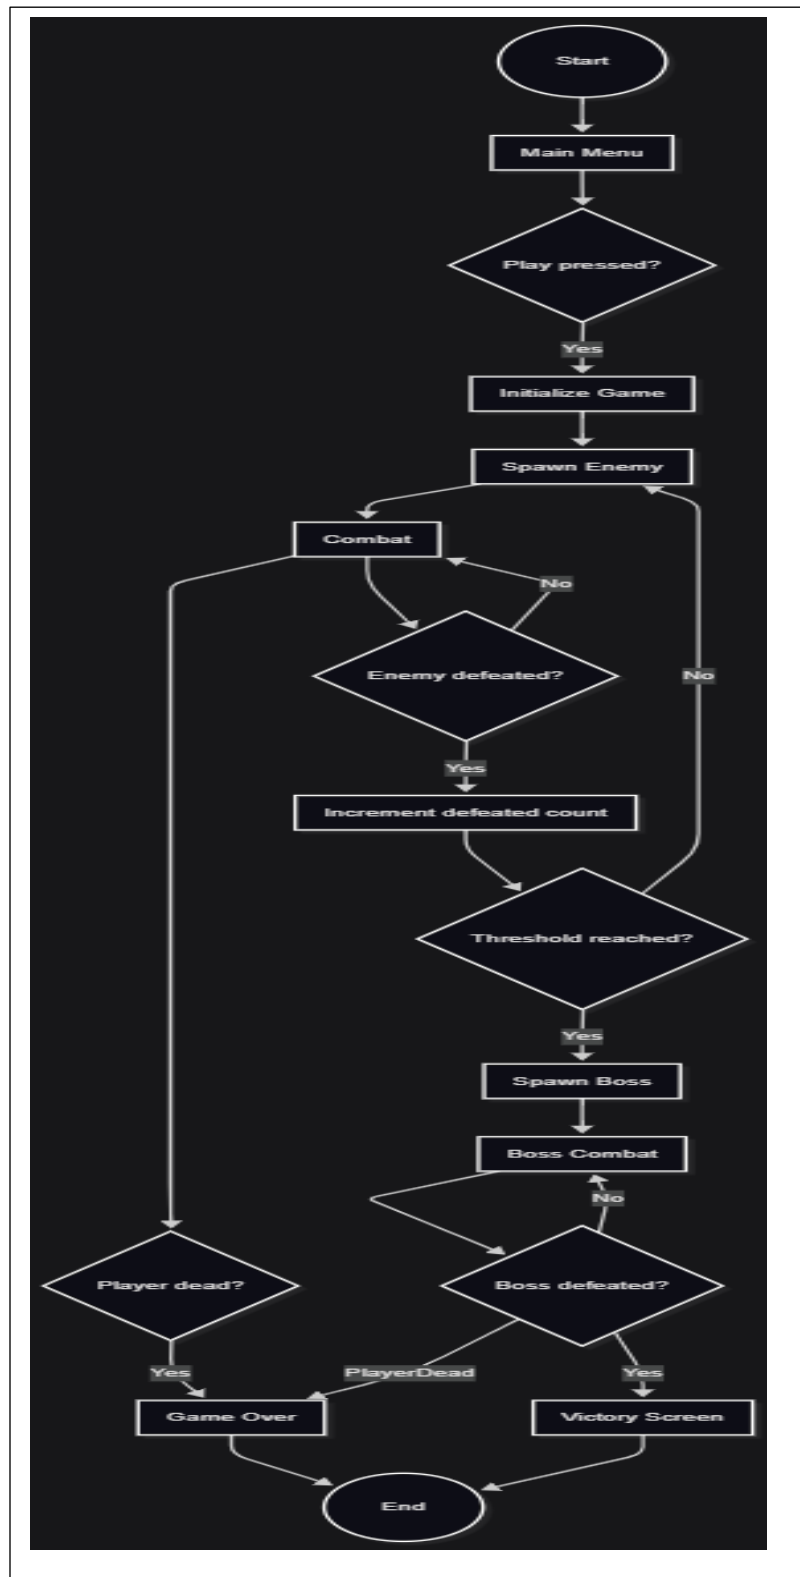 Start
Main Menu
Play pressed?
Yes
Initialize Game
Spawn Enemy
Combat
No
Enemy defeated?
No
Yes
Increment defeated count
Threshold reached?
Yes
Spawn Boss
Boss Combat
No
Player dead?
Boss defeated?
Yes
PlayerDead
Yes
Game Over
Victory Screen
End